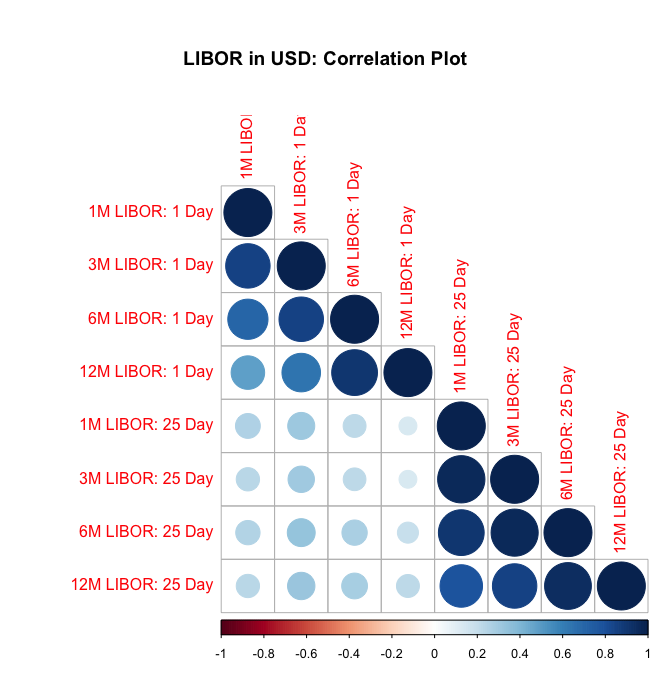 LIBOR in USD: Correlation Plot
1M LIBO
3M LIBOR: 1 Da
6M LIBOR: 1 Day
12M LIBOR: 1 Day
1M LIBOR: 25 Day
3M LIBOR: 25 Day
6M LIBOR: 25 Day
12M LIBOR: 25 Day
1M LIBOR: 1 Day
3M LIBOR: 1 Day
6M LIBOR: 1 Day
12M LIBOR: 1 Day
1M LIBOR: 25 Day
3M LIBOR: 25 Day
6M LIBOR: 25 Day
12M LIBOR: 25 Day
-1 -0.8 -0.6 -0.4 -0.2 0 0.2 0.4 0.6 0.8 1